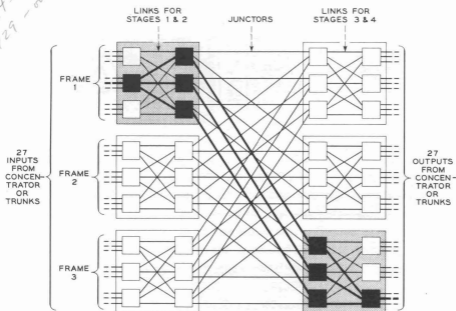 29
LINKS FOR
STAGES 1 & 2
JUNCTORS
LINKS FOR
STAGES 3 & 4
FRAME
1
27
INPUTS
FROM
CONCEN-
TRATOR
OR
TRUNKS
FRAME
2
27
OUTPUTS
FROM
CONCEN-
TRATOR
OR
TRUNKS
FRAME
3